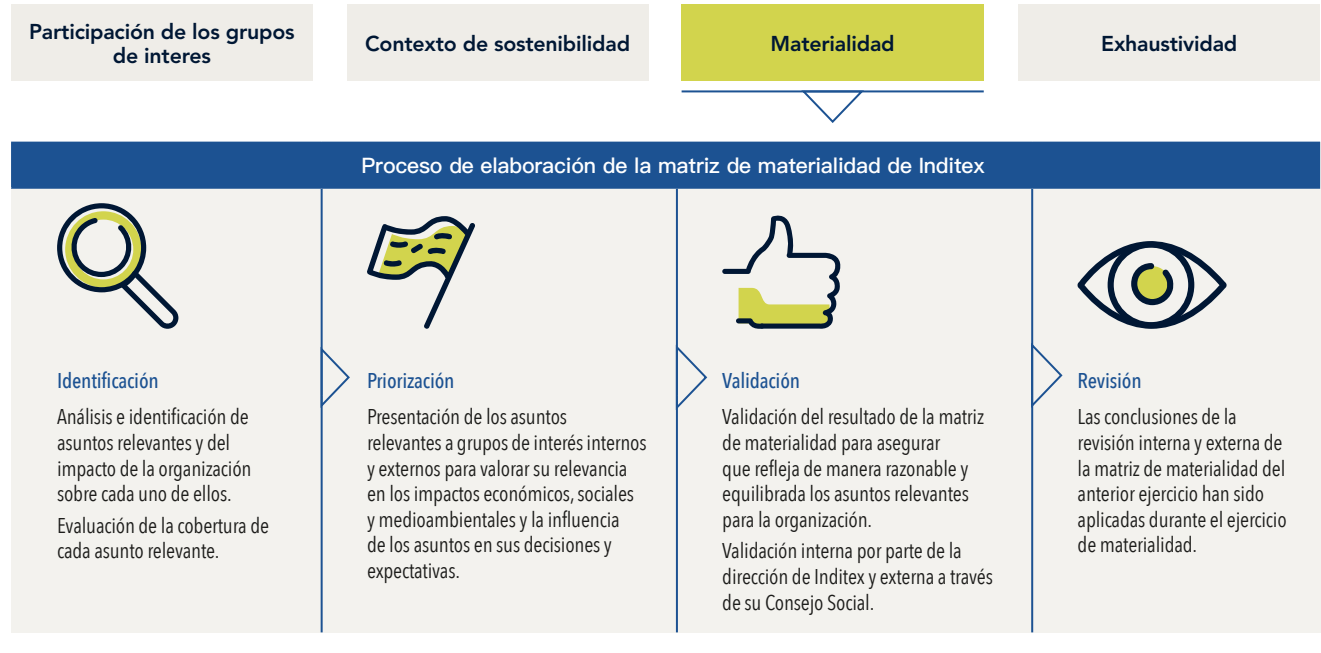 Participación de los grupos
de interes
Contexto de sostenibilidad
Materialidad
Exhaustividad
Proceso de elaboración de la matriz de materialidad de Inditex
Identificación
Análisis e identificación de
asuntos relevantes y del
impacto de la organización
sobre cada uno de ellos.
Evaluación de la cobertura de
cada asunto relevante.
Priorización
Presentación de los asuntos
relevantes a grupos de interés internos
y externos para valorar su relevancia
en los impactos económicos, sociales
y medioambientales y la influencia
de los asuntos en sus decisiones y
expectativas.
Validación
Validación del resultado de la matriz
de materialidad para asegurar
que refleja de manera razonable y
equilibrada los asuntos relevantes
para la organización.
Validación interna por parte de la
dirección de Inditex y externa a través
de su Consejo Social.
Revisión
Las conclusiones de la
revisión interna y externa de
la matriz de materialidad del
anterior ejercicio han sido
aplicadas durante el ejercicio
de materialidad.